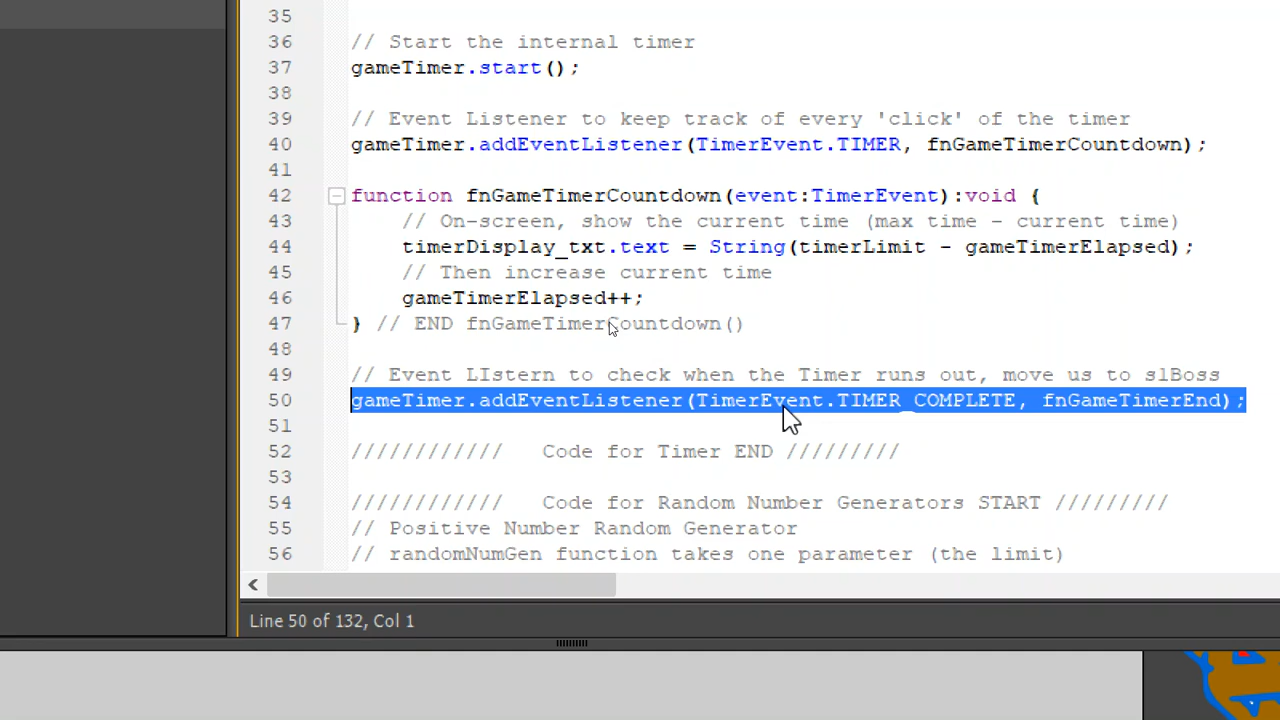 35
36 // Start the internal timer
37 gameTimer.start();
38
39 // Event Listener to keep track of every 'click' of the timer
40 gameTimer.addEventListener(TimerEvent.TIMER, fnGameTimerCountdown);
41
42 function fnGameTimerCountdown(event:TimerEvent):void {
43 // On-screen, show the current time (max time - current time)
44 timerDisplay_txt.text = String(timerLimit - gameTimerElapsed);
45 // Then increase current time
46 gameTimerElapsed++;
47 } // END fnGameTimerCountdown()
48
49 // Event LIstern to check when the Timer runs out, move us to slBoss
50 gameTimer.addEventListener(TimerEvent.TIMER_COMPLETE, fnGameTimerEnd);
51
52 //////////// Code for Timer END /////////
53
54 //////////// Code for Random Number Generators START /////////
55 // Positive Number Random Generator
56 // randomNumGen function takes one parameter (the limit)
Line 50 of 132, Col 1